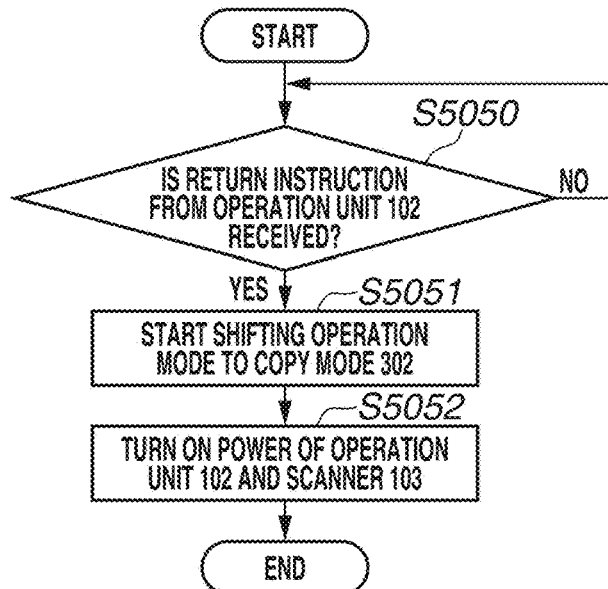 START
S5050
IS RETURN INSTRUCTION
FROM OPERATION UNIT 102
RECEIVED?
NO
YES
S5051
START SHIFTING OPERATION
MODE TO COPY MODE 302
S5052
TURN ON POWER OF OPERATION
UNIT 102 AND SCANNER 103
END